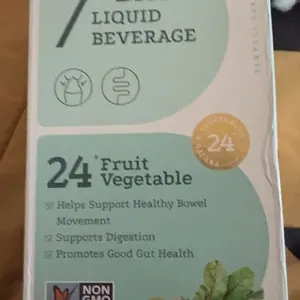 7
LIQUID
BEVERAGE
24
24* Fruit
Vegetable
Helps Support Healthy Bowel
Movement
Supports Digestion
Promotes Good Gut Health
NON
GMO